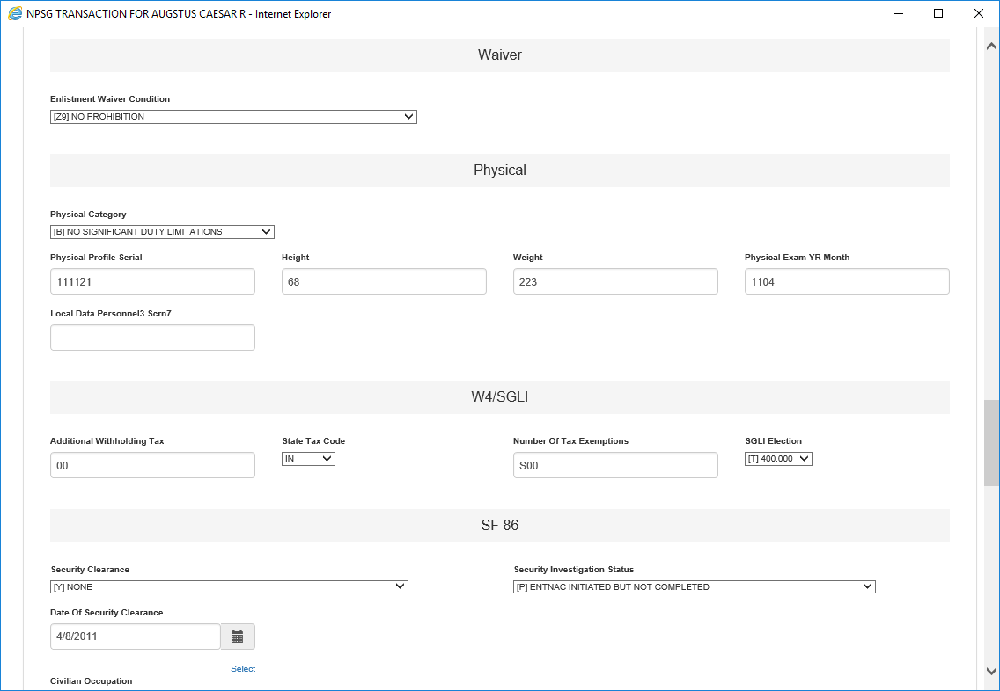 NPSG TRANSACTION FOR AUGSTUS CAESAR R - Internet Explorer
Waiver
Enlistment Waiver Condition
[Z9] NO PROHIBITION
Physical
Physical Category
[B] NO SIGNIFICANT DUTY LIMITATIONS
Physical Profile Serial Height Weight Physical Exam YR Month
111121 68 223 1104
Local Data Personnel3 Scrn7
W4/SGLI
Additional Withholding Tax State Tax Code Number Of Tax Exemptions SGLI Election
00 IN S00 [T] 400,000
SF 86
Security Clearance Security Investigation Status
[Y] NONE [P] ENTNAC INITIATED BUT NOT COMPLETED
Date Of Security Clearance
4/8/2011
Select
Civilian Occupation